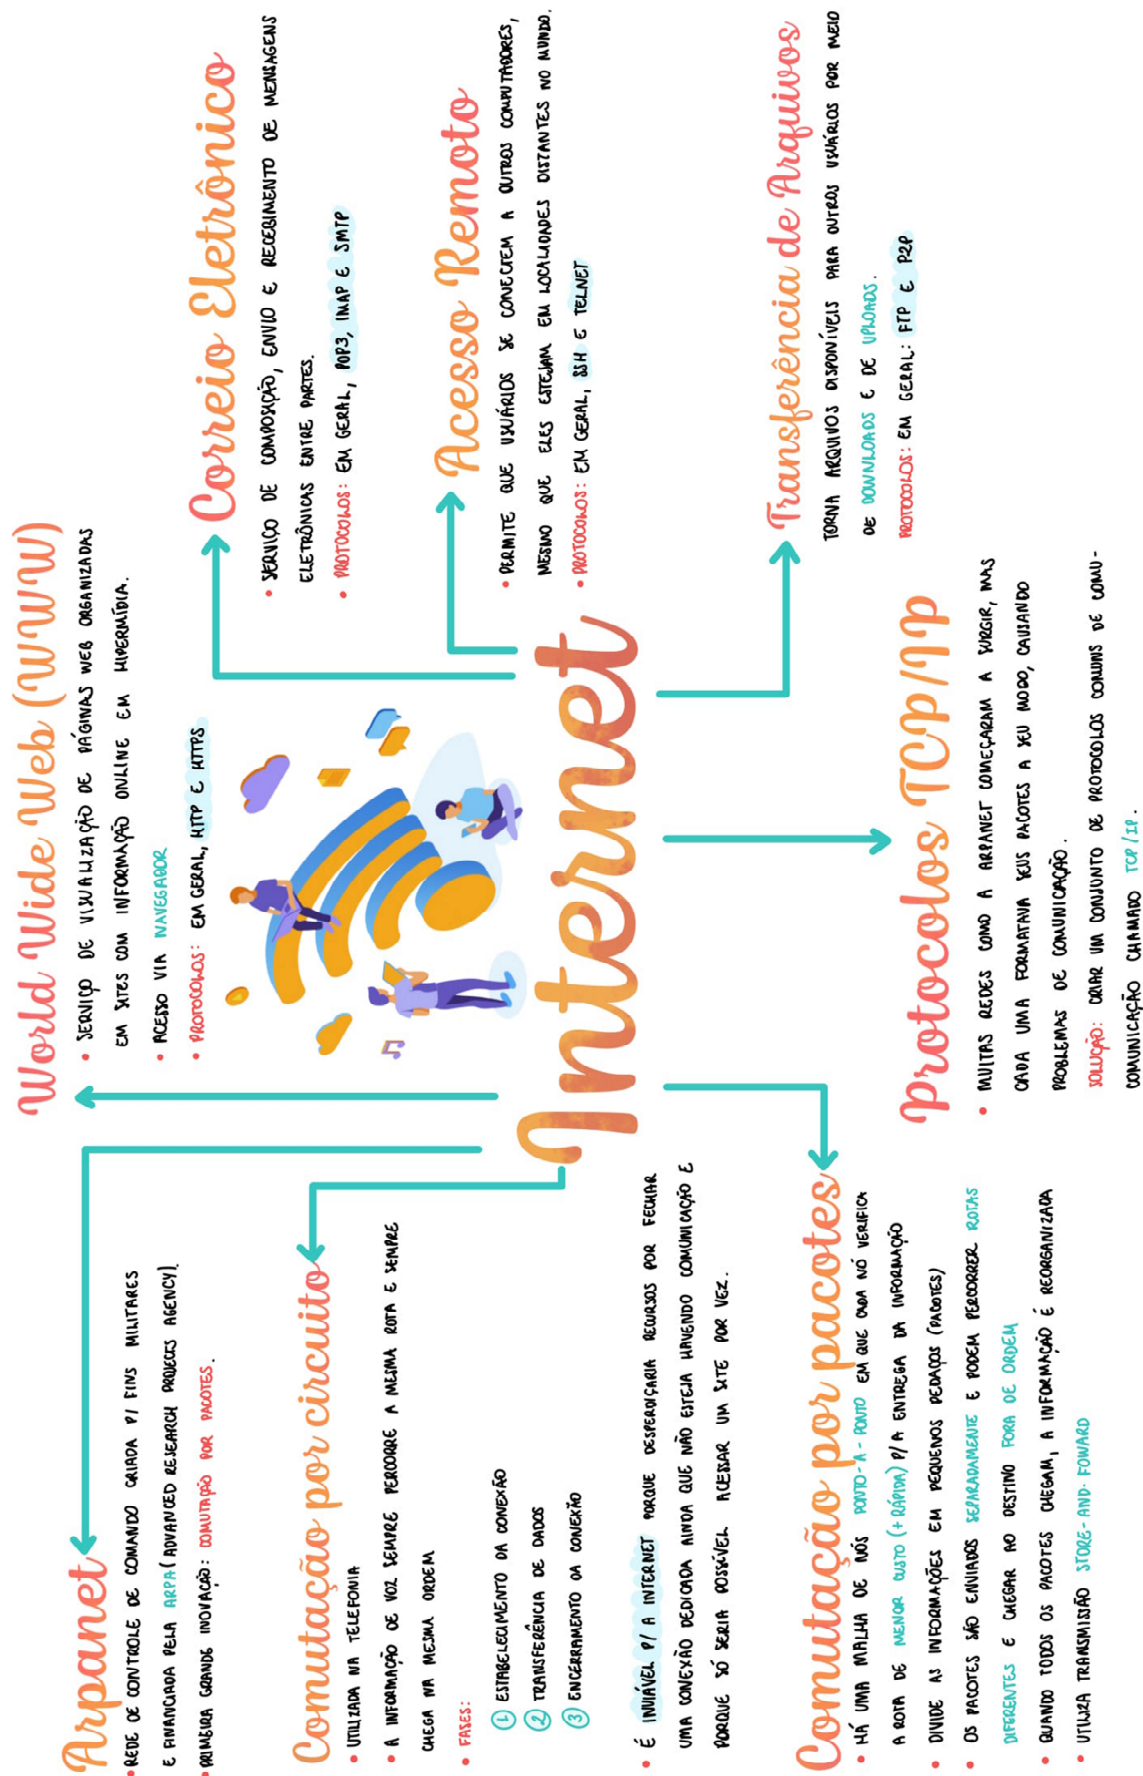 Arpanet
• REDE DE CONTROLE DE COMANDO CRIADA P/ FINS MILITARES
E FINANCIADA PELA ARPA (ADVANCED RESEARCH PROJECTS AGENCY).
• PRIMEIRA GRANDE INOVAÇÃO: COMUTAÇÃO POR PACOTES.
World Wide Web (WWW)
• SERVIÇO DE VISUALIZAÇÃO DE PÁGINAS WEB ORGANIZADAS
EM SITES COM INFORMAÇÃO ONLINE EM HIPERMÍDIA.
• ACESSO VIA NAVEGADOR
• PROTOCOLOS: EM GERAL, HTTP E HTTPS
Correio Eletrônico
• SERVIÇO DE COMPOSIÇÃO, ENVIO E RECEBIMENTO DE MENSAGENS
ELETRÔNICAS ENTRE PARTES.
• PROTOCOLOS: EM GERAL, POP3, IMAP E SMTP
Comutação por circuito
• UTILIZADA NA TELEFONIA
• A INFORMAÇÃO DE VOZ SEMPRE PERCORRE A MESMA ROTA E SEMPRE
CHEGA NA MESMA ORDEM
• FASES:
1 ESTABELECIMENTO DA CONEXÃO
2 TRANSFERÊNCIA DE DADOS
3 ENCERRAMENTO DA CONEXÃO
• É INVIÁVEL P/ A INTERNET PORQUE DESPERDIÇARIA RECURSOS POR FECHAR
UMA CONEXÃO DEDICADA AINDA QUE NÃO ESTEJA HAVENDO COMUNICAÇÃO E
PORQUE SÓ SERIA POSSÍVEL ACESSAR UM SITE POR VEZ.
Internet
Acesso Remoto
• PERMITE QUE USUÁRIOS SE CONECTEM A OUTROS COMPUTADORES,
MESMO QUE ELES ESTEJAM EM LOCALIDADES DISTANTES NO MUNDO.
• PROTOCOLOS: EM GERAL, SSH E TELNET
Transferência de Arquivos
TORNA ARQUIVOS DISPONÍVEIS PARA OUTROS USUÁRIOS POR MEIO
DE DOWNLOADS E DE UPLOADS.
PROTOCOLOS: EM GERAL: FTP E P2P
Comutação por pacotes
• HÁ UMA MALHA DE NÓS PONTO-A-PONTO EM QUE CADA NÓ VERIFICA
A ROTA DE MENOR CUSTO (+ RÁPIDA) P/ A ENTREGA DA INFORMAÇÃO
• DIVIDE AS INFORMAÇÕES EM PEQUENOS PEDAÇOS (PACOTES)
• OS PACOTES SÃO ENVIADOS SEPARADAMENTE E PODEM PERCORRER ROTAS
DIFERENTES E CHEGAR AO DESTINO FORA DE ORDEM
• QUANDO TODOS OS PACOTES CHEGAM, A INFORMAÇÃO É REORGANIZADA
• UTILIZA TRANSMISSÃO STORE-AND-FOWARD
Protocolos TCP/IP
• MUITAS REDES COMO A ARPANET COMEÇARAM A SURGIR, MAS
CADA UMA FORMATAVA SEUS PACOTES A SEU MODO, CAUSANDO
PROBLEMAS DE COMUNICAÇÃO.
SOLUÇÃO: CRIAR UM CONJUNTO DE PROTOCOLOS COMUNS DE COMU-
COMUNICAÇÃO CHAMADO TCP/IP.